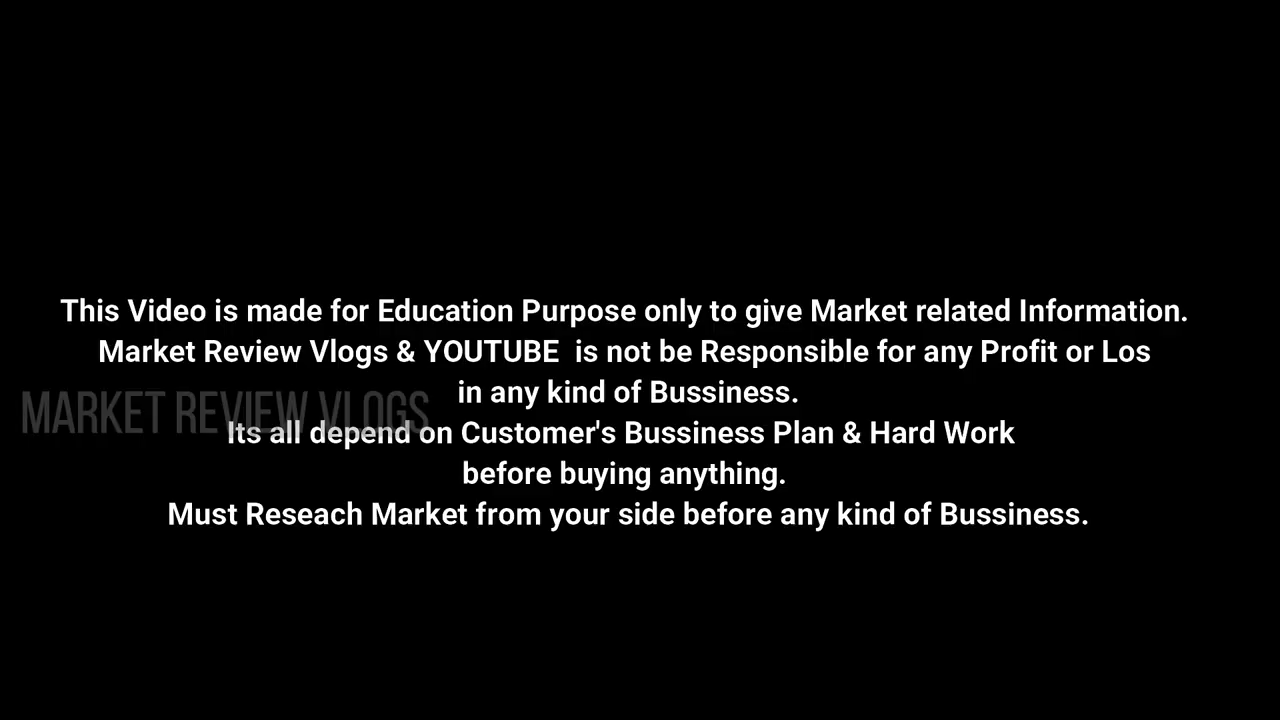 This Video is made for Education Purpose only to give Market related Information.
Market Review Vlogs & YOUTUBE is not be Responsible for any Profit or Los
in any kind of Bussiness.
MARKET REVIEW VLOGS
Its all depend on Customer's Bussiness Plan & Hard Work
before buying anything.
Must Reseach Market from your side before any kind of Bussiness.